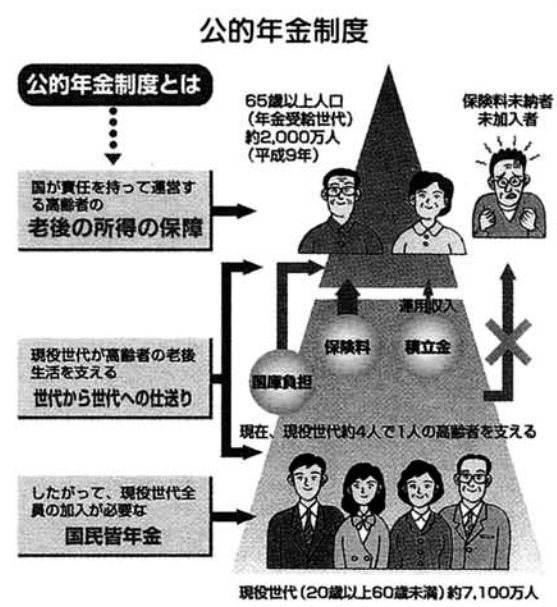 公的年金制度
公的年金制度とは
国が責任を持って運営す
る高齢者の
老後の所得の保障
現役世代が高齢者の老後
生活を支える
世代から世代への仕送り
したがって、現役世代全
員の加入が必要な
国民皆年金
65歳以上人口
(年金受給世代)
約2,000万人
(平成9年)
保険料未納者
未加入者
運用収入
国庫負担
保険料
積立金
現在、現役世代約4人で1人の高齢者を支える
現役世代(20歳以上60歳未満)約7,100万人